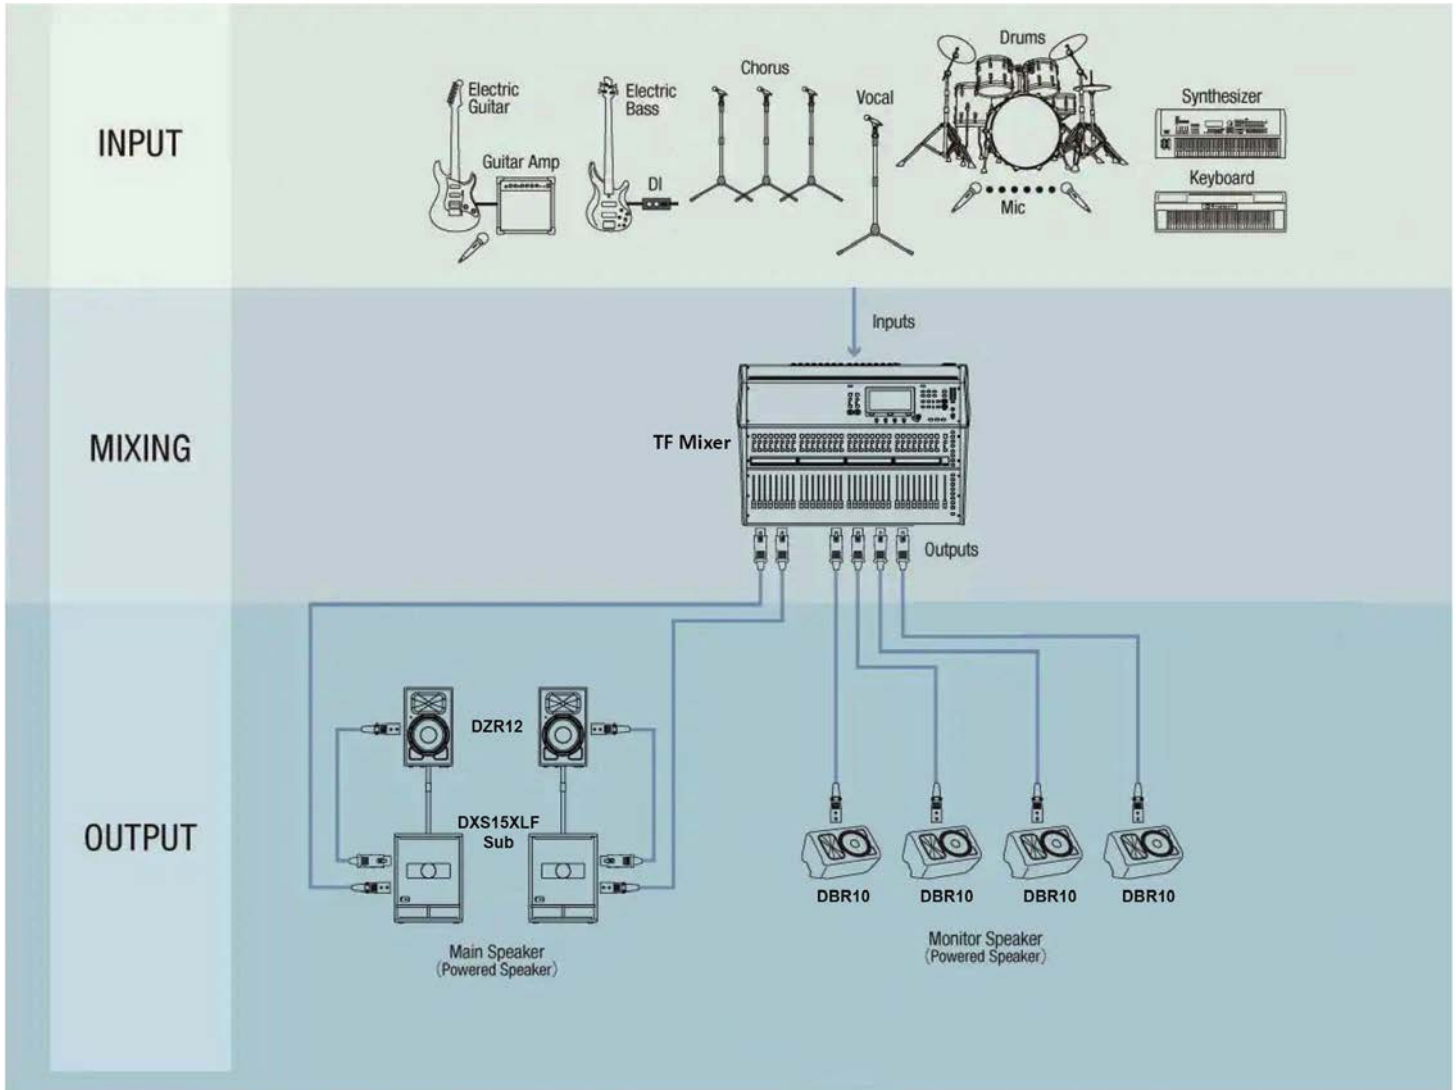 INPUT
Electric
Guitar
Guitar Amp
Electric
Bass
DI
Chorus
Vocal
Drums
Mic
Synthesizer
Keyboard
MIXING
Inputs
TF Mixer
Outputs
OUTPUT
DZR12
DXS15XLF
Sub
Main Speaker
(Powered Speaker)
DBR10
DBR10
DBR10
DBR10
Monitor Speaker
(Powered Speaker)